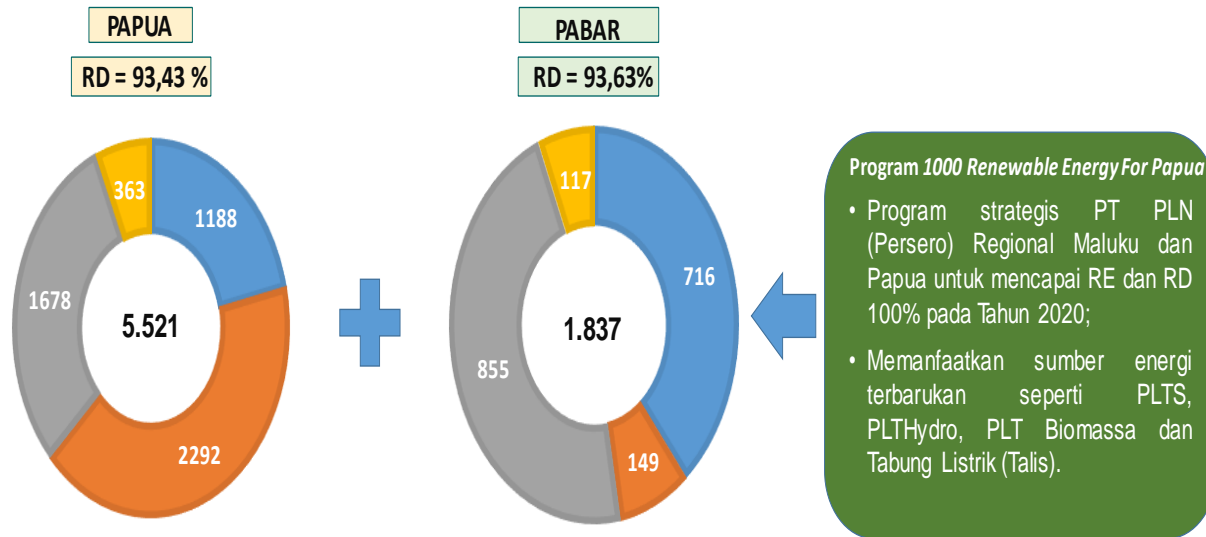 PAPUA
RD = 93,43 %
363
1188
1678
5.521
2292
PABAR
RD = 93,63%
117
716
855
1.837
149
Program 1000 Renewable Energy For Papua
• Program strategis PT PLN
(Persero) Regional Maluku dan
Papua untuk mencapai RE dan RD
100% pada Tahun 2020;
• Memanfaatkan sumber energi
terbarukan seperti PLTS,
PLTHydro, PLT Biomassa dan
Tabung Listrik (Talis).